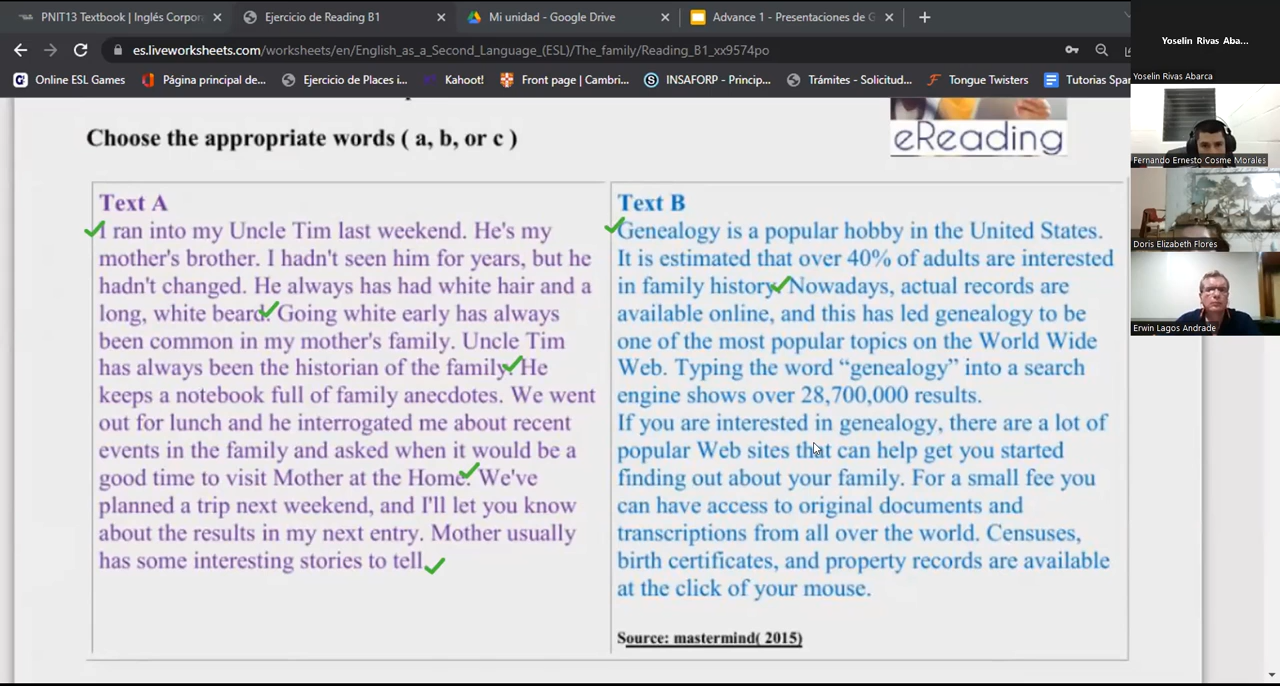 PNIT13 Textbook | Inglés Corpor
Ejercicio de Reading B1
Mi unidad - Google Drive
Advance 1 - Presentaciones de G
es.liveworksheets.com/worksheets/en/English_as_a_Second_Language_(ESL)/The_family/Reading_B1_xx9574po
Online ESL Games
Página principal de...
Ejercicio de Places i...
Kahoot!
Front page | Cambri...
INSAFORP - Princip...
Trámites - Solicitud...
Tongue Twisters
Tutorias Spar
Choose the appropriate words ( a, b, or c )
eReading
Text A
I ran into my Uncle Tim last weekend. He's my
mother's brother. I hadn't seen him for years, but he
hadn't changed. He always has had white hair and a
long, white beard. Going white early has always
been common in my mother's family. Uncle Tim
has always been the historian of the family. He
keeps a notebook full of family anecdotes. We went
out for lunch and he interrogated me about recent
events in the family and asked when it would be a
good time to visit Mother at the Home. We've
planned a trip next weekend, and I'll let you know
about the results in my next entry. Mother usually
has some interesting stories to tell.
Text B
Genealogy is a popular hobby in the United States.
It is estimated that over 40% of adults are interested
in family history. Nowadays, actual records are
available online, and this has led genealogy to be
one of the most popular topics on the World Wide
Web. Typing the word “genealogy” into a search
engine shows over 28,700,000 results.
If you are interested in genealogy, there are a lot of
popular Web sites that can help get you started
finding out about your family. For a small fee you
can have access to original documents and
transcriptions from all over the world. Censuses,
birth certificates, and property records are available
at the click of your mouse.
Source: mastermind( 2015)
Yoselin Rivas Aba...
Yoselin Rivas Abarca
Fernando Ernesto Cosme Morales
Doris Elizabeth Flores
Erwin Lagos Andrade